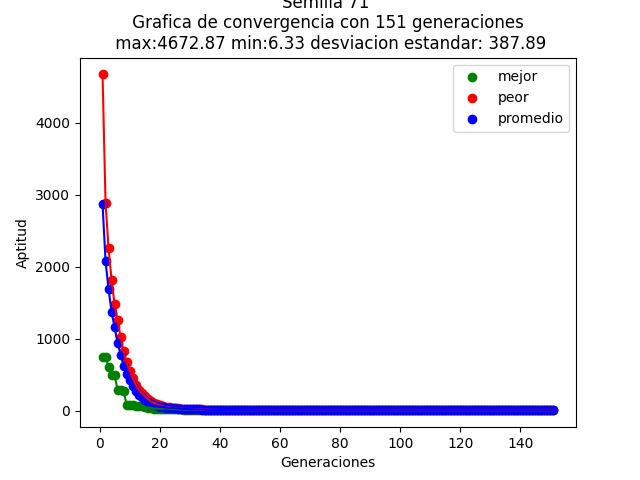 Semilla 71
Grafica de convergencia con 151 generaciones
max:4672.87 min:6.33 desviacion estandar: 387.89
mejor
peor
promedio
Aptitud
4000
3000
2000
1000
0
0 20 40 60 80 100 120 140
Generaciones